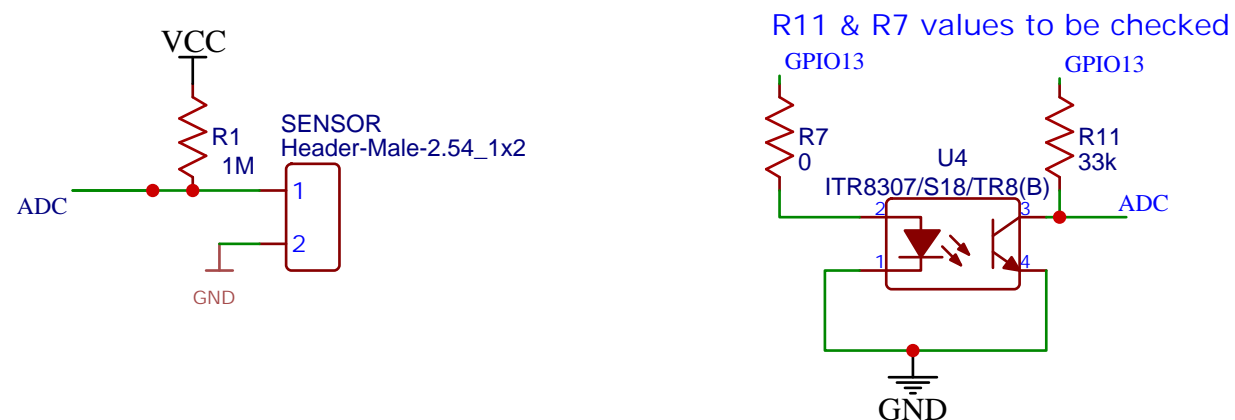 R11 & R7 values to be checked
VCC
GPIO13
GPIO13
R1
1M
SENSOR
Header-Male-2.54_1x2
1
2
ADC
GND
R7
0
R11
33k
U4
ITR8307/S18/TR8(B)
2
3
1
4
ADC
GND